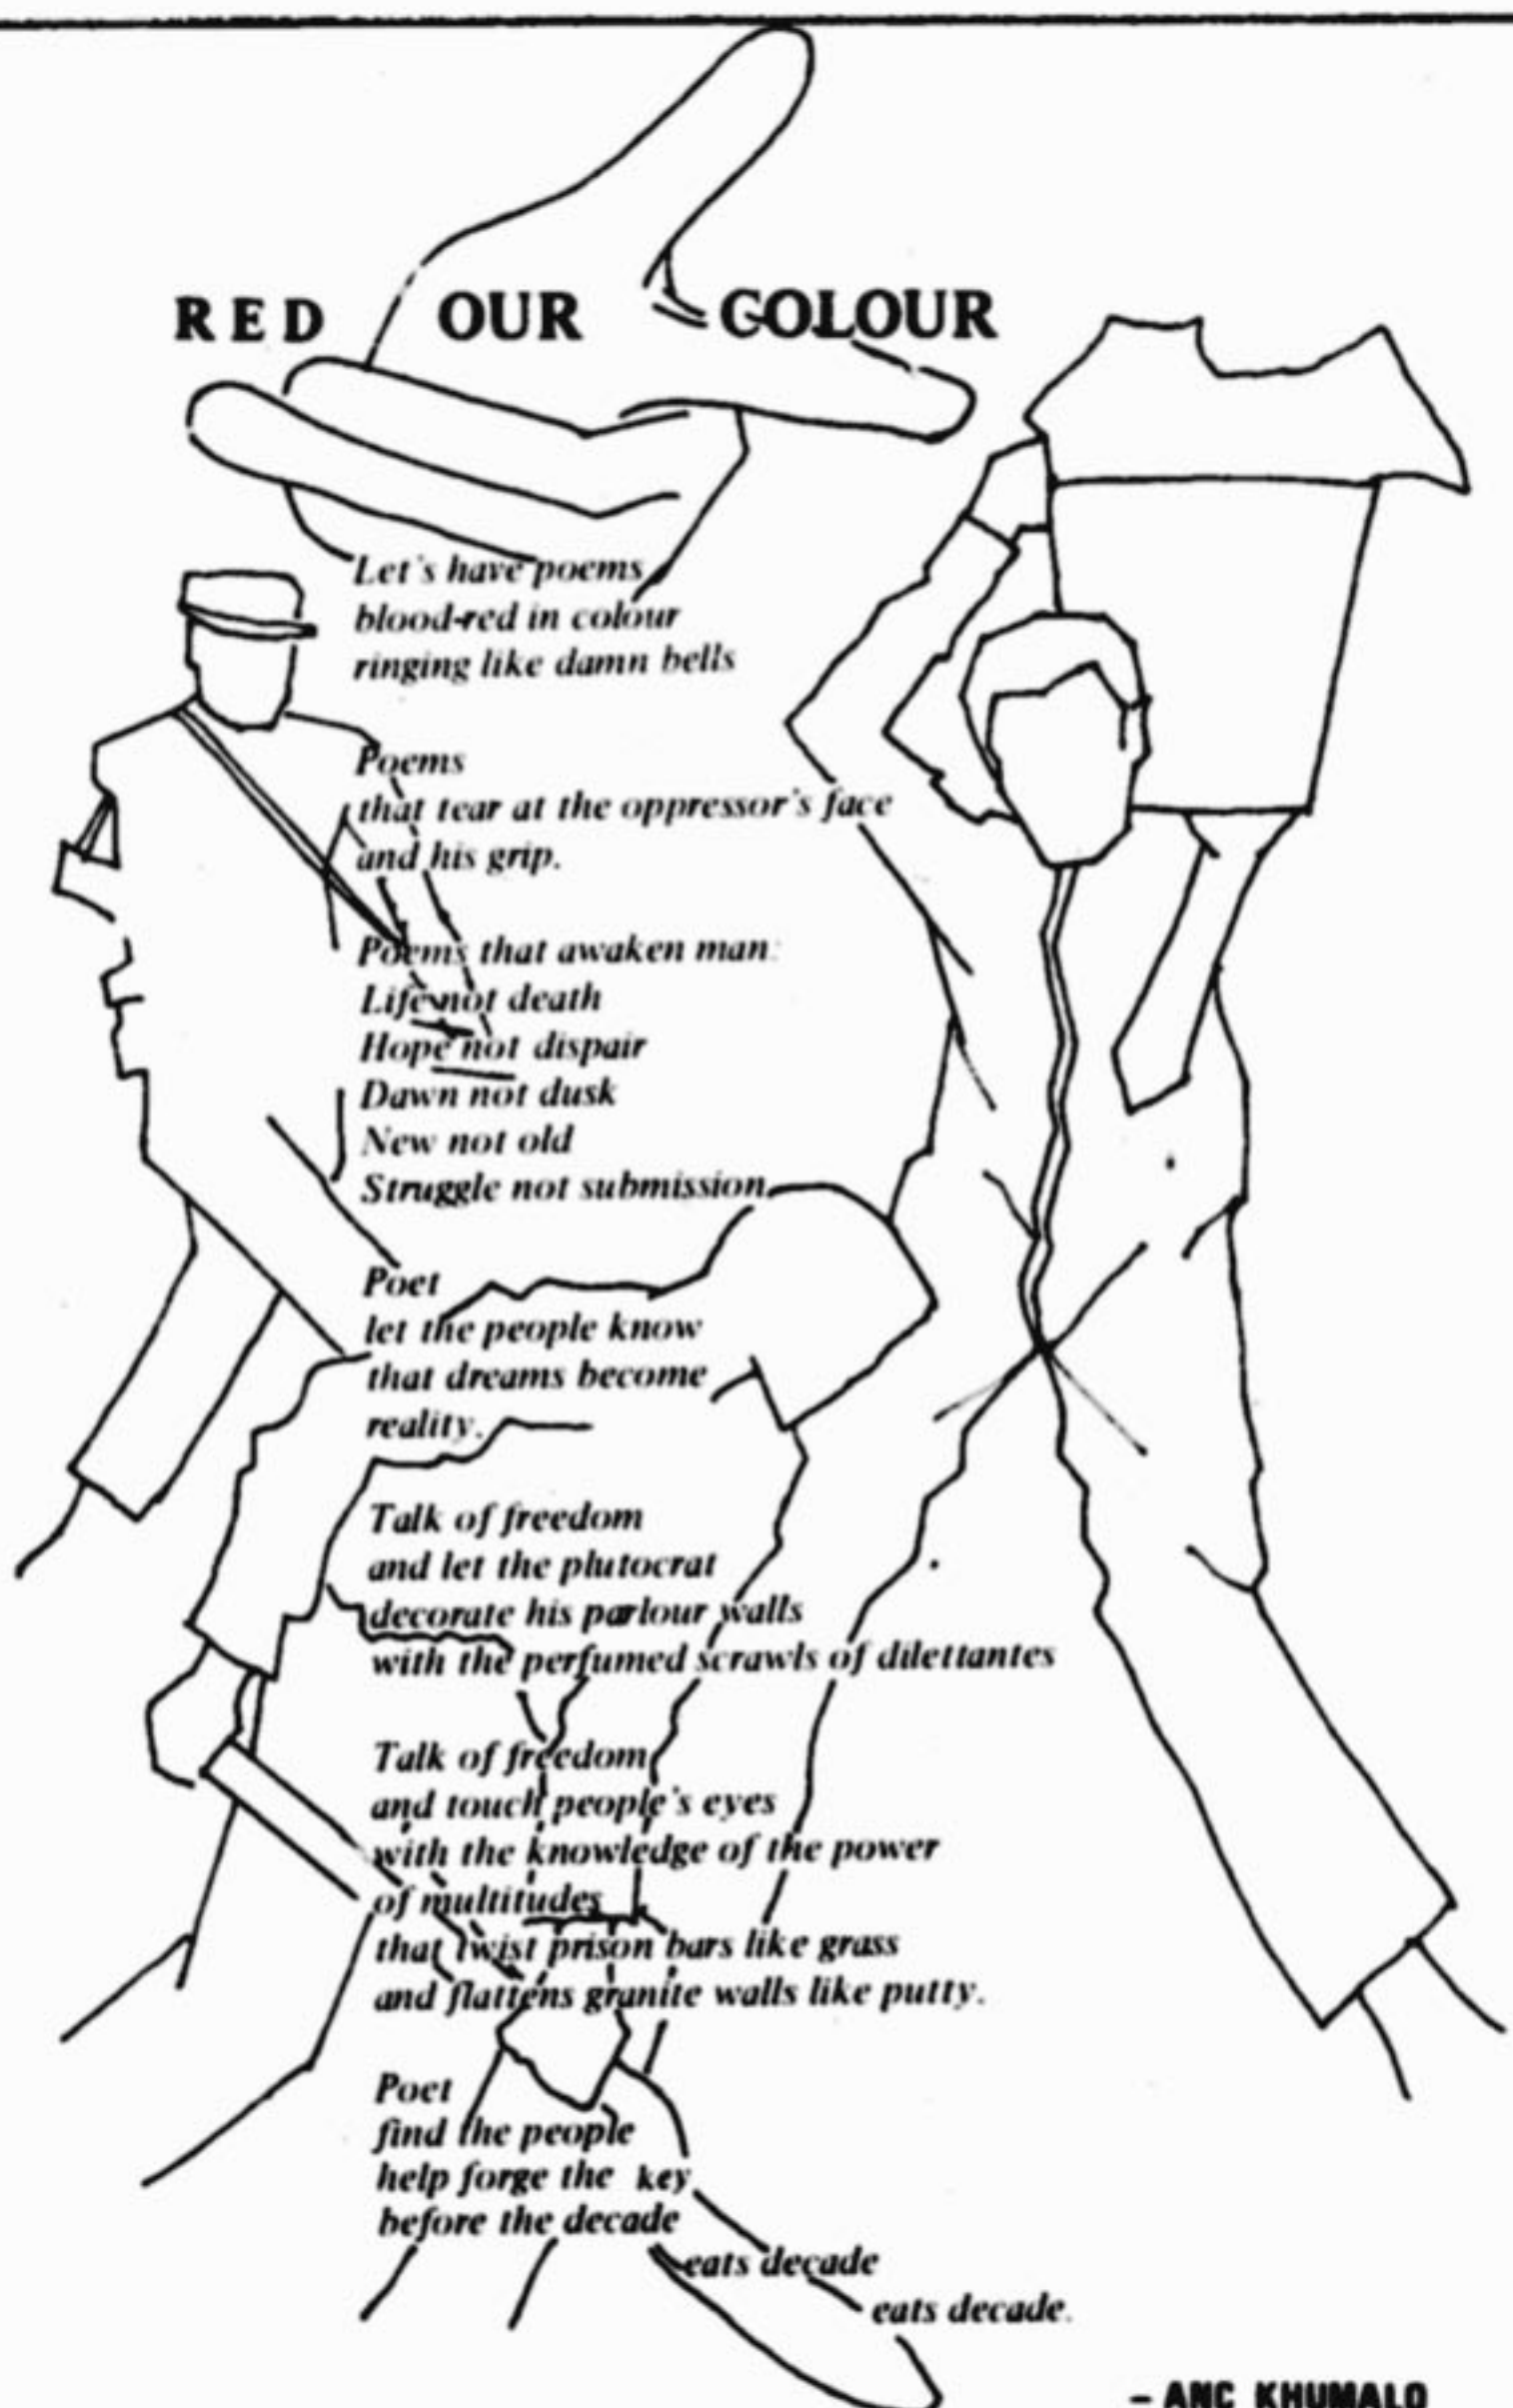 RED OUR COLOUR
Let's have poems
blood-red in colour
ringing like damn bells
Poems
that tear at the oppressor's face
and his grip.
Poems that awaken man:
Life not death
Hope not dispair
Dawn not dusk
New not old
Struggle not submission.
Poet
let the people know
that dreams become
reality.
Talk of freedom
and let the plutocrat
decorate his parlour walls
with the perfumed scrawls of dilettantes
Talk of freedom
and touch people's eyes
with the knowledge of the power
of multitudes
that twist prison bars like grass
and flattens granite walls like putty.
Poet
find the people
help forge the key
before the decade
eats decade
eats decade.
– ANC KHUMALO